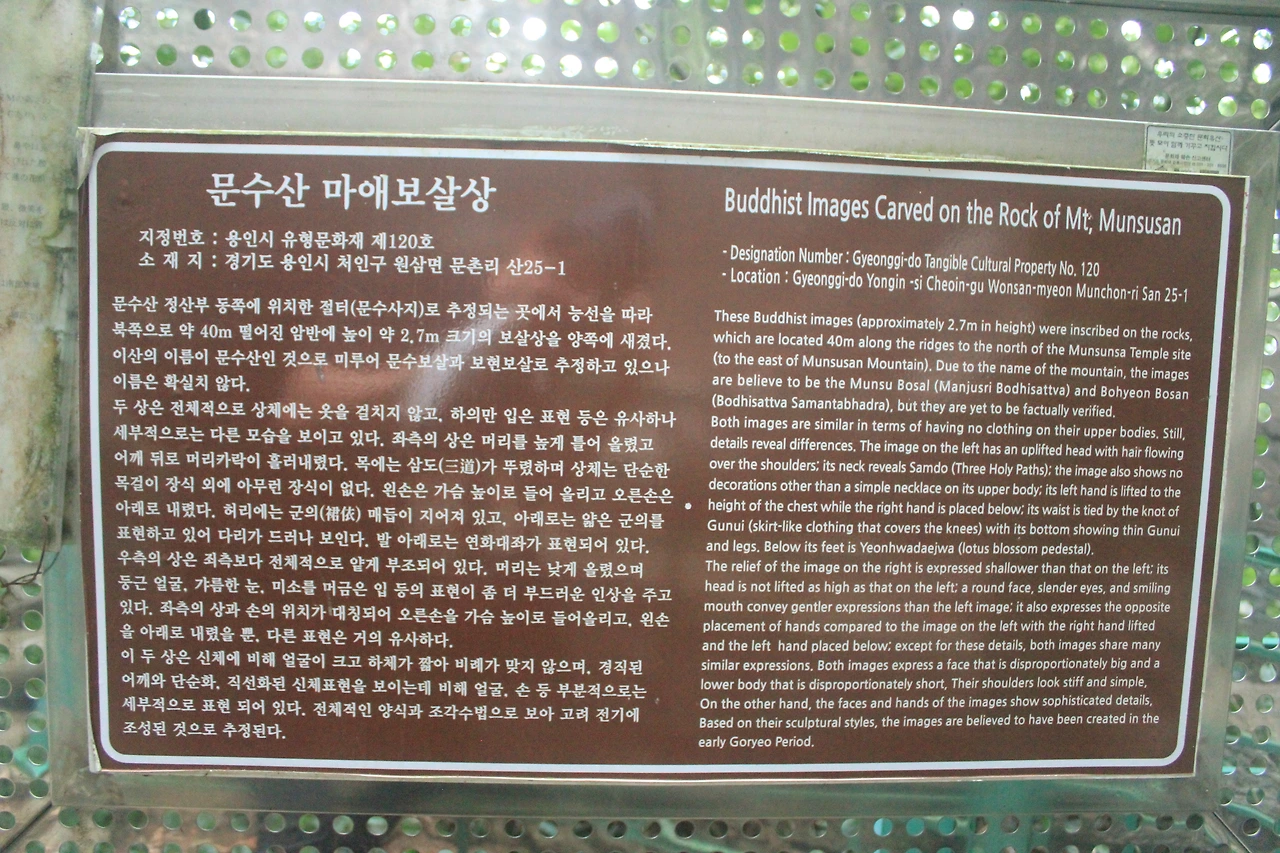 문수산 마애보살상
지정번호 : 용인시 유형문화재 제120호
소 재 지 : 경기도 용인시 처인구 원삼면 문촌리 산25-1
문수산 정산부 동쪽에 위치한 절터(문수사지)로 추정되는 곳에서 능선을 따라
북쪽으로 약 40m 떨어진 암반에 높이 약 2.7m 크기의 보살상을 양쪽에 새겼다.
이산의 이름이 문수산인 것으로 미루어 문수보살과 보현보살로 추정하고 있으나
이름은 확실치 않다.
두 상은 전체적으로 상체에는 옷을 걸치지 않고, 하의만 입은 표현 등은 유사하나
세부적으로는 다른 모습을 보이고 있다. 좌측의 상은 머리를 높게 틀어 올렸고
어깨 뒤로 머리카락이 흘러내렸다. 목에는 삼도(三道)가 뚜렸하며 상체는 단순한
목걸이 장식 외에 아무런 장식이 없다. 왼손은 가슴 높이로 들어 올리고 오른손은
아래로 내렸다. 허리에는 군의(裙依) 매듭이 지어져 있고, 아래로는 얇은 군의를
표현하고 있어 다리가 드러나 보인다. 발 아래로는 연화대좌가 표현되어 있다.
우측의 상은 죄측보다 전체적으로 얕게 부조되어 있다. 머리는 낮게 올렸으며
둥근 얼굴, 갸름한 눈, 미소를 머금은 입 등의 표현이 좀 더 부드러운 인상을 주고
있다. 좌측의 상과 손의 위치가 대칭되어 오른손을 가슴 높이로 들어올리고, 왼손
을 아래로 내렸을 뿐, 다른 표현은 거의 유사하다.
이 두 상은 신체에 비해 얼굴이 크고 하체가 짧아 비례가 맞지 않으며, 경직된
어깨와 단순화, 직선화된 신체표현을 보이는데 비해 얼굴, 손 등 부분적으로는
세부적으로 표현 되어 있다. 전체적인 양식과 조각수법으로 보아 고려 전기에
조성된 것으로 추정된다.
Buddhist Images Carved on the Rock of Mt, Munsusan
- Designation Number : Gyeonggi-do Tangible Cultural Property No. 120
- Location : Gyeonggi-do Yongin -si Cheoin-gu Wonsan-myeon Munchon-ri San 25-1
These Buddhist images (approximately 2.7m in height) were inscribed on the rocks,
which are located 40m along the ridges to the north of the Munsunsa Temple site
(to the east of Munsusan Mountain). Due to the name of the mountain, the images
are believe to be the Munsu Bosal (Manjusri Bodhisattva) and Bohyeon Bosan
(Bodhisattva Samantabhadra), but they are yet to be factually verified.
Both images are similar in terms of having no clothing on their upper bodies. Still,
details reveal differences. The image on the left has an uplifted head with hair flowing
over the shoulders; its neck reveals Samdo (Three Holy Paths); the image also shows no
decorations other than a simple necklace on its upper body; its left hand is lifted to the
height of the chest while the right hand is placed below; its waist is tied by the knot of
Gunui (skirt-like clothing that covers the knees) with its bottom showing thin Gunui
and legs. Below its feet is Yeonhwadaejwa (lotus blossom pedestal).
The relief of the image on the right is expressed shallower than that on the left; its
head is not lifted as high as that on the left; a round face, slender eyes, and smiling
mouth convey gentler expressions than the left image; it also expresses the opposite
placement of hands compared to the image on the left with the right hand lifted
and the left hand placed below; except for these details, both images share many
similar expressions. Both images express a face that is disproportionately big and a
lower body that is disproportionately short, Their shoulders look stiff and simple,
On the other hand, the faces and hands of the images show sophisticated details,
Based on their sculptural styles, the images are believed to have been created in the
early Goryeo Period.